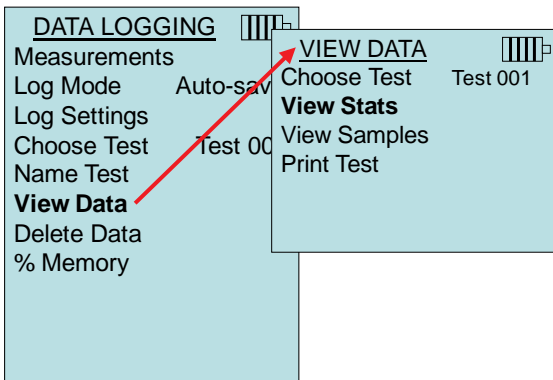 DATA LOGGING
Measurements
Log Mode Auto-sav
Log Settings
Choose Test Test 00
Name Test
View Data
Delete Data
% Memory
VIEW DATA
Choose Test Test 001
View Stats
View Samples
Print Test